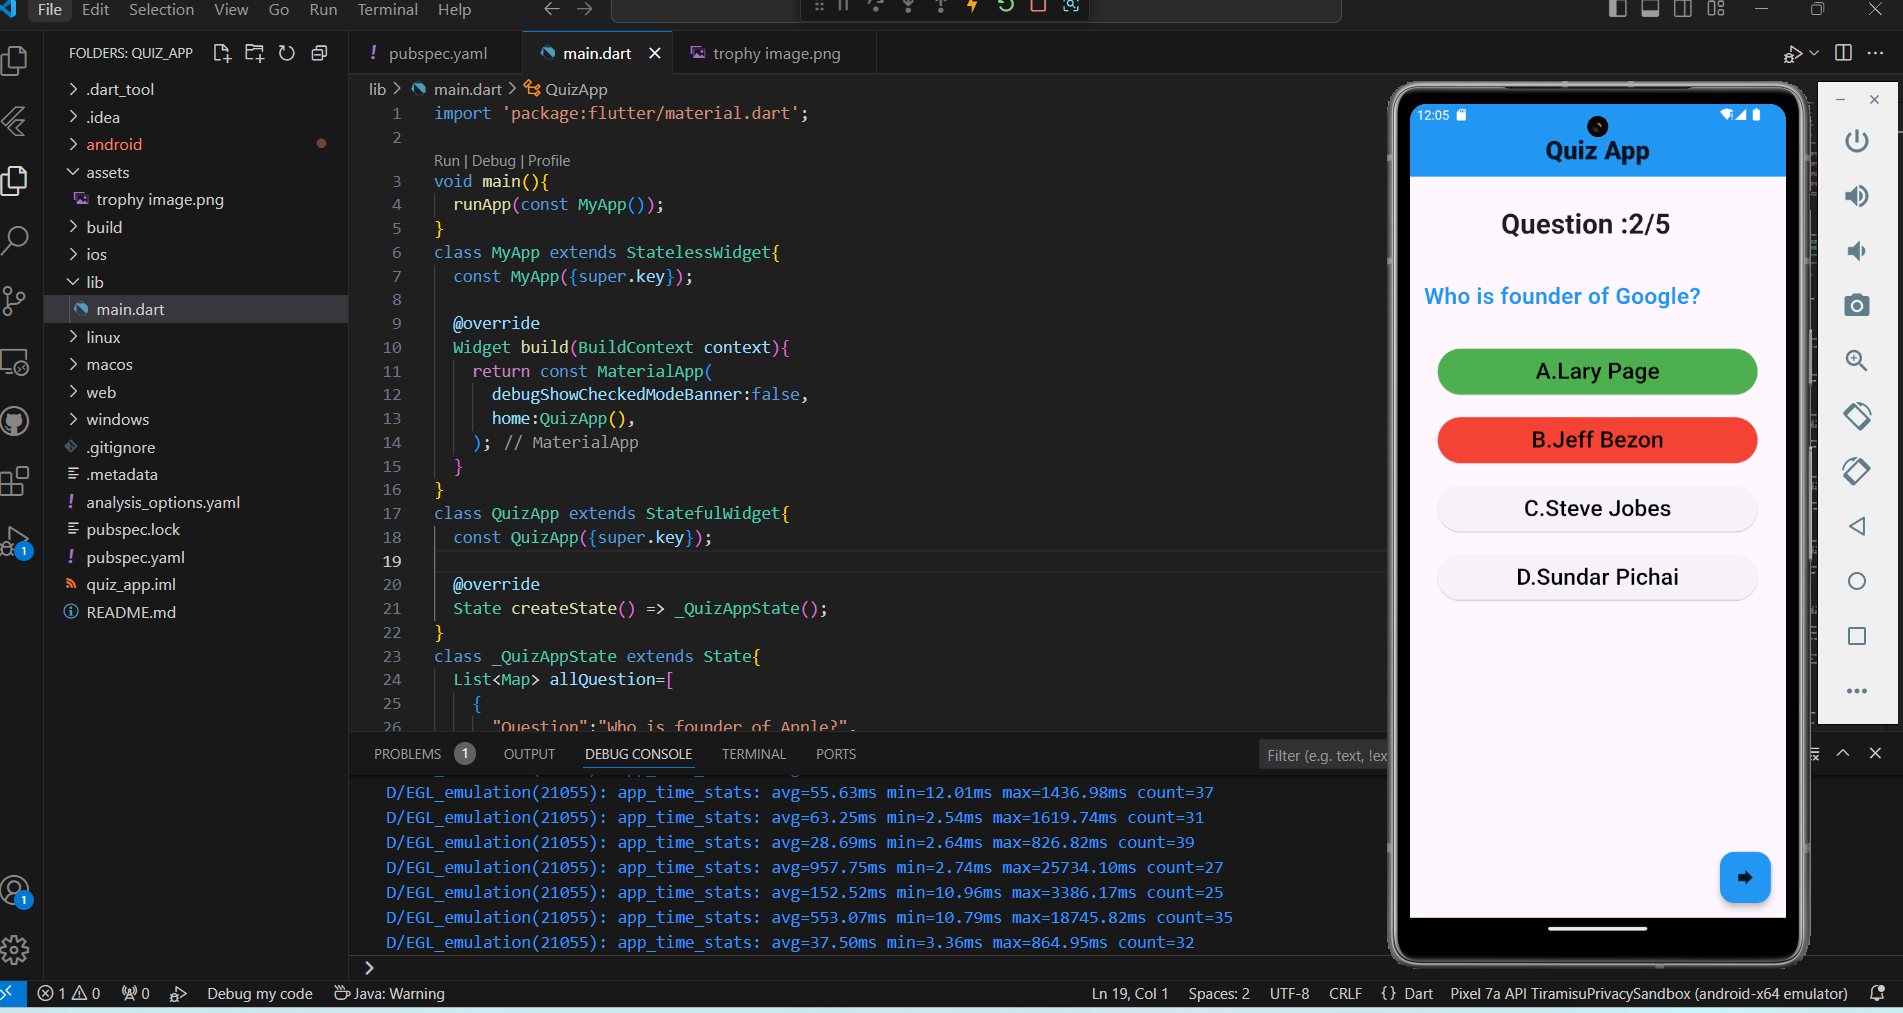 File Edit Selection View Go Run Terminal Help
FOLDERS: QUIZ_APP
.dart_tool
.idea
android
assets
trophy image.png
build
ios
lib
main.dart
linux
macos
web
windows
.gitignore
.metadata
analysis_options.yaml
pubspec.lock
pubspec.yaml
quiz_app.iml
README.md
1
1
pubspec.yaml
main.dart
trophy image.png
lib > main.dart > QuizApp
1 import 'package:flutter/material.dart';
2
Run | Debug | Profile
3 void main(){
4 runApp(const MyApp());
5 }
6 class MyApp extends StatelessWidget{
7 const MyApp({super.key});
8
9 @override
10 Widget build(BuildContext context){
11 return const MaterialApp(
12 debugShowCheckedModeBanner:false,
13 home:QuizApp(),
14 ); // MaterialApp
15 }
16 }
17 class QuizApp extends StatefulWidget{
18 const QuizApp({super.key});
19
20 @override
21 State createState() => _QuizAppState();
22 }
23 class _QuizAppState extends State{
24 List<Map> allQuestion=[
25 {
26 "Question":"Who is founder of Apple?",
PROBLEMS 1 OUTPUT DEBUG CONSOLE TERMINAL PORTS
Filter (e.g. text, !ex
D/EGL_emulation(21055): app_time_stats: avg=55.63ms min=12.01ms max=1436.98ms count=37
D/EGL_emulation(21055): app_time_stats: avg=63.25ms min=2.54ms max=1619.74ms count=31
D/EGL_emulation(21055): app_time_stats: avg=28.69ms min=2.64ms max=826.82ms count=39
D/EGL_emulation(21055): app_time_stats: avg=957.75ms min=2.74ms max=25734.10ms count=27
D/EGL_emulation(21055): app_time_stats: avg=152.52ms min=10.96ms max=3386.17ms count=25
D/EGL_emulation(21055): app_time_stats: avg=553.07ms min=10.79ms max=18745.82ms count=35
D/EGL_emulation(21055): app_time_stats: avg=37.50ms min=3.36ms max=864.95ms count=32
12:05
Quiz App
Question :2/5
Who is founder of Google?
A.Lary Page
B.Jeff Bezon
C.Steve Jobes
D.Sundar Pichai
1 0 0 Debug my code Java: Warning
Ln 19, Col 1 Spaces: 2 UTF-8 CRLF {} Dart Pixel 7a API TiramisuPrivacySandbox (android-x64 emulator)